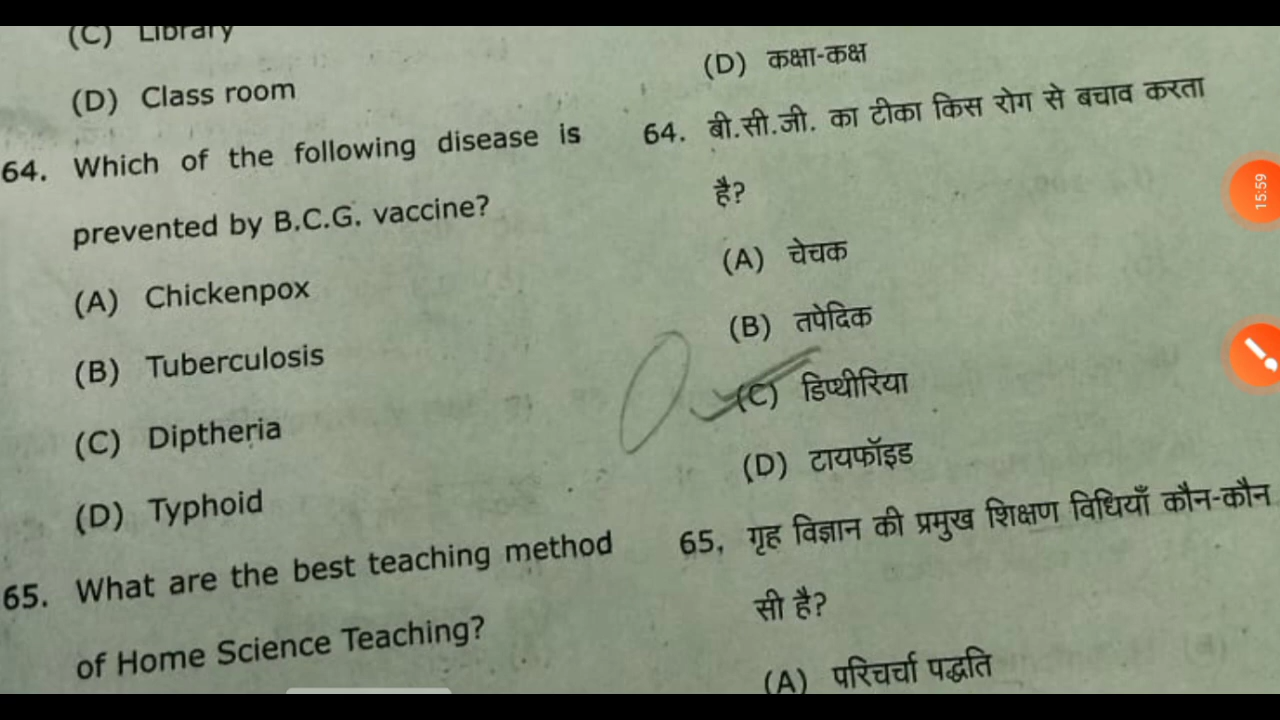 (C) Library
(D) Class room
64. Which of the following disease is
prevented by B.C.G. vaccine?
(A) Chickenpox
(B) Tuberculosis
(C) Diptheria
(D) Typhoid
65. What are the best teaching method
of Home Science Teaching?
(D) कक्षा-कक्ष
64. बी.सी.जी. का टीका किस रोग से बचाव करता
है?
(A) चेचक
(B) तपेदिक
(C) डिप्थीरिया
(D) टायफॉइड
65. गृह विज्ञान की प्रमुख शिक्षण विधियाँ कौन-कौन
सी है?
(A) परिचर्चा पद्धति
15:59